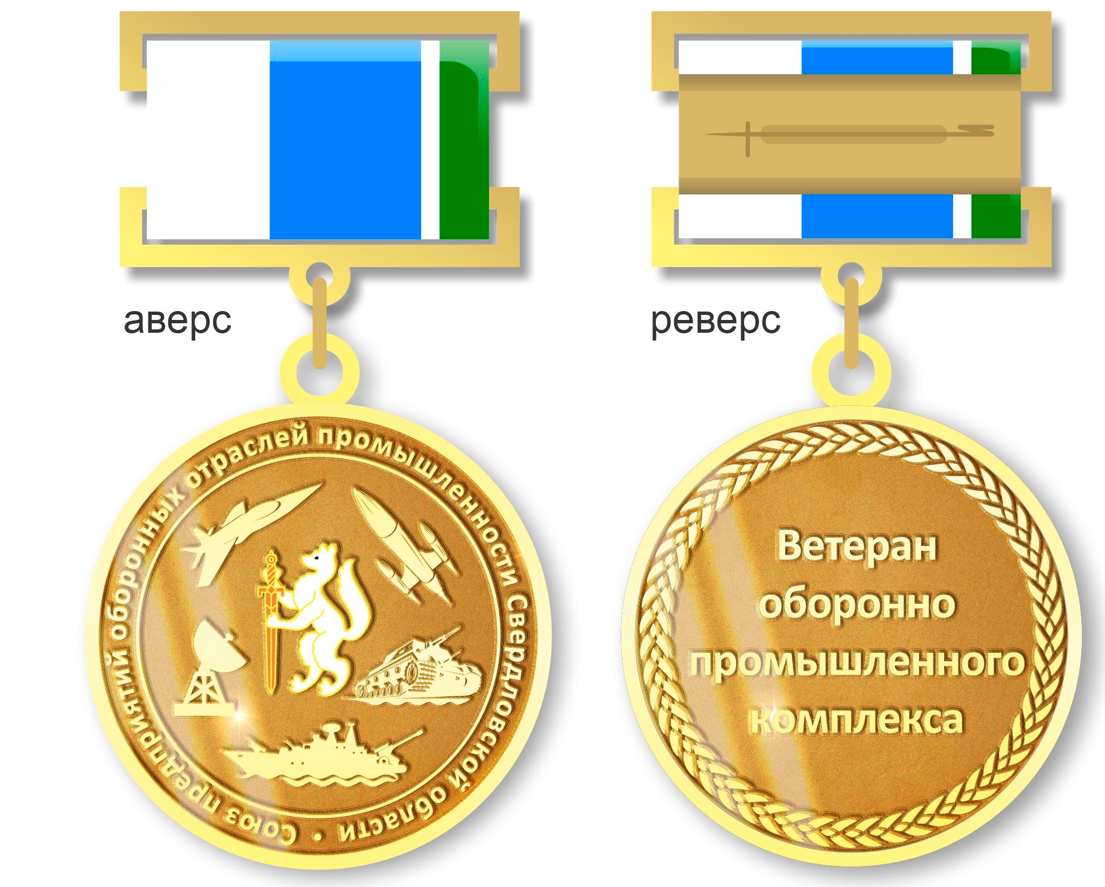 аверс
реверс
Союз предприятий оборонных отраслей промышленности Свердловской области •
Ветеран
оборонно
промышленного
комплекса